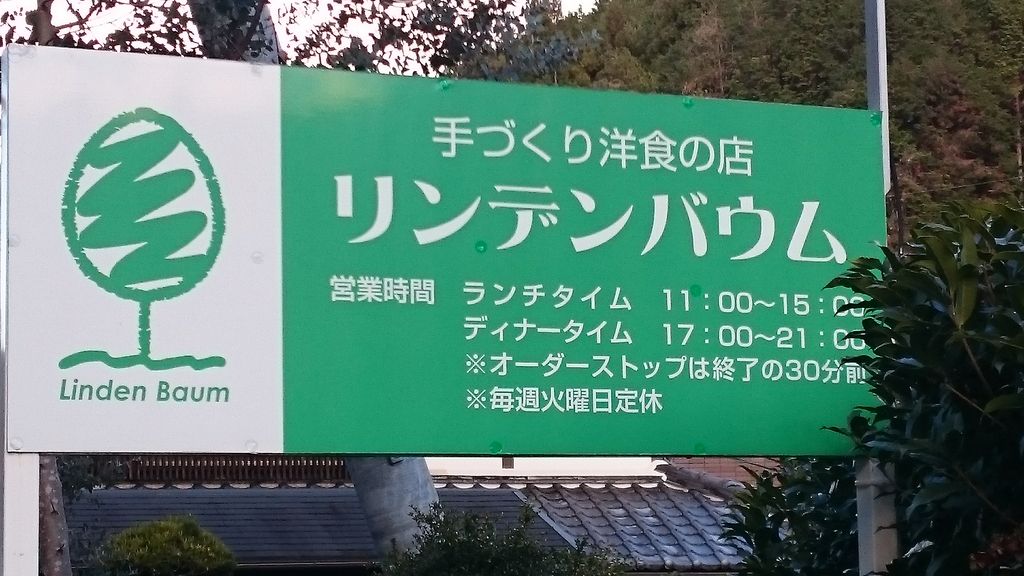 手づくり洋食の店
リンデンバウム
営業時間 ランチタイム 11:00〜15:00
ディナータイム 17:00〜21:00
※オーダーストップは終了の30分前
※毎週火曜日定休
Linden Baum